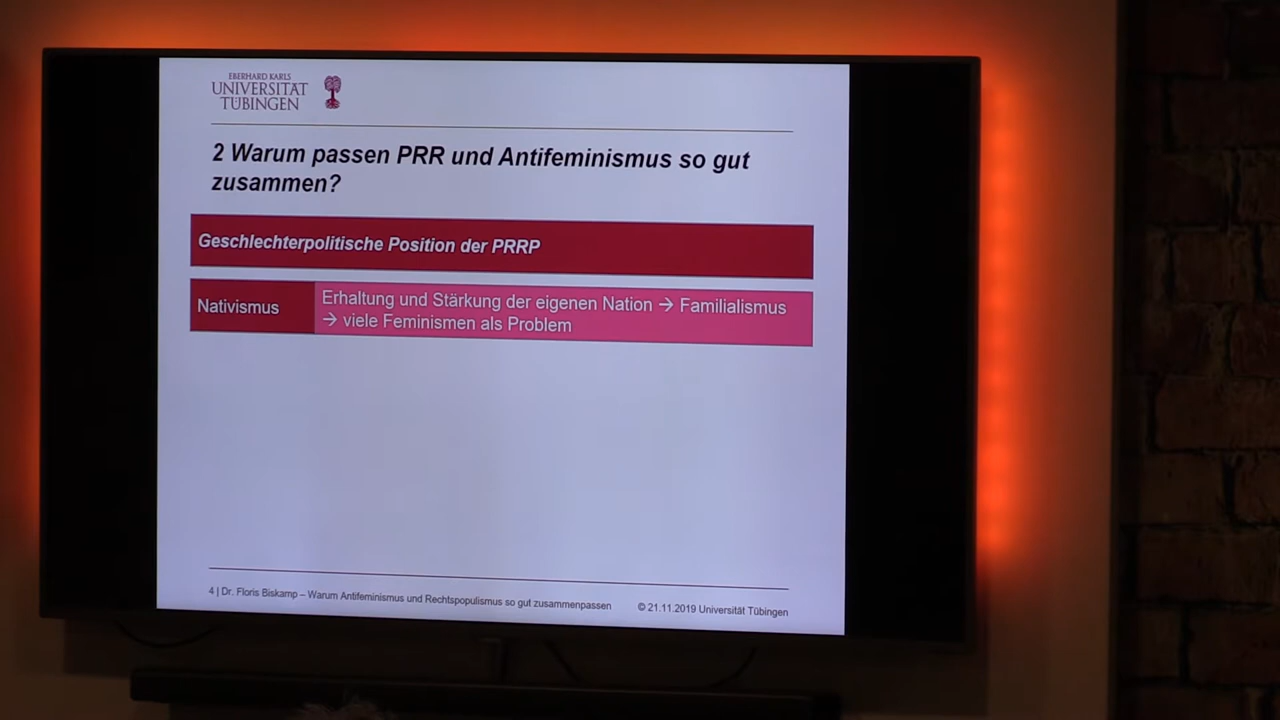 EBERHARD KARLS
UNIVERSITÄT
TÜBINGEN
2 Warum passen PRR und Antifeminismus so gut
zusammen?
Geschlechterpolitische Position der PRRP
Nativismus
Erhaltung und Stärkung der eigenen Nation → Familialismus
→ viele Feminismen als Problem
4 | Dr. Floris Biskamp – Warum Antifeminismus und Rechtspopulismus so gut zusammenpassen
© 21.11.2019 Universität Tübingen